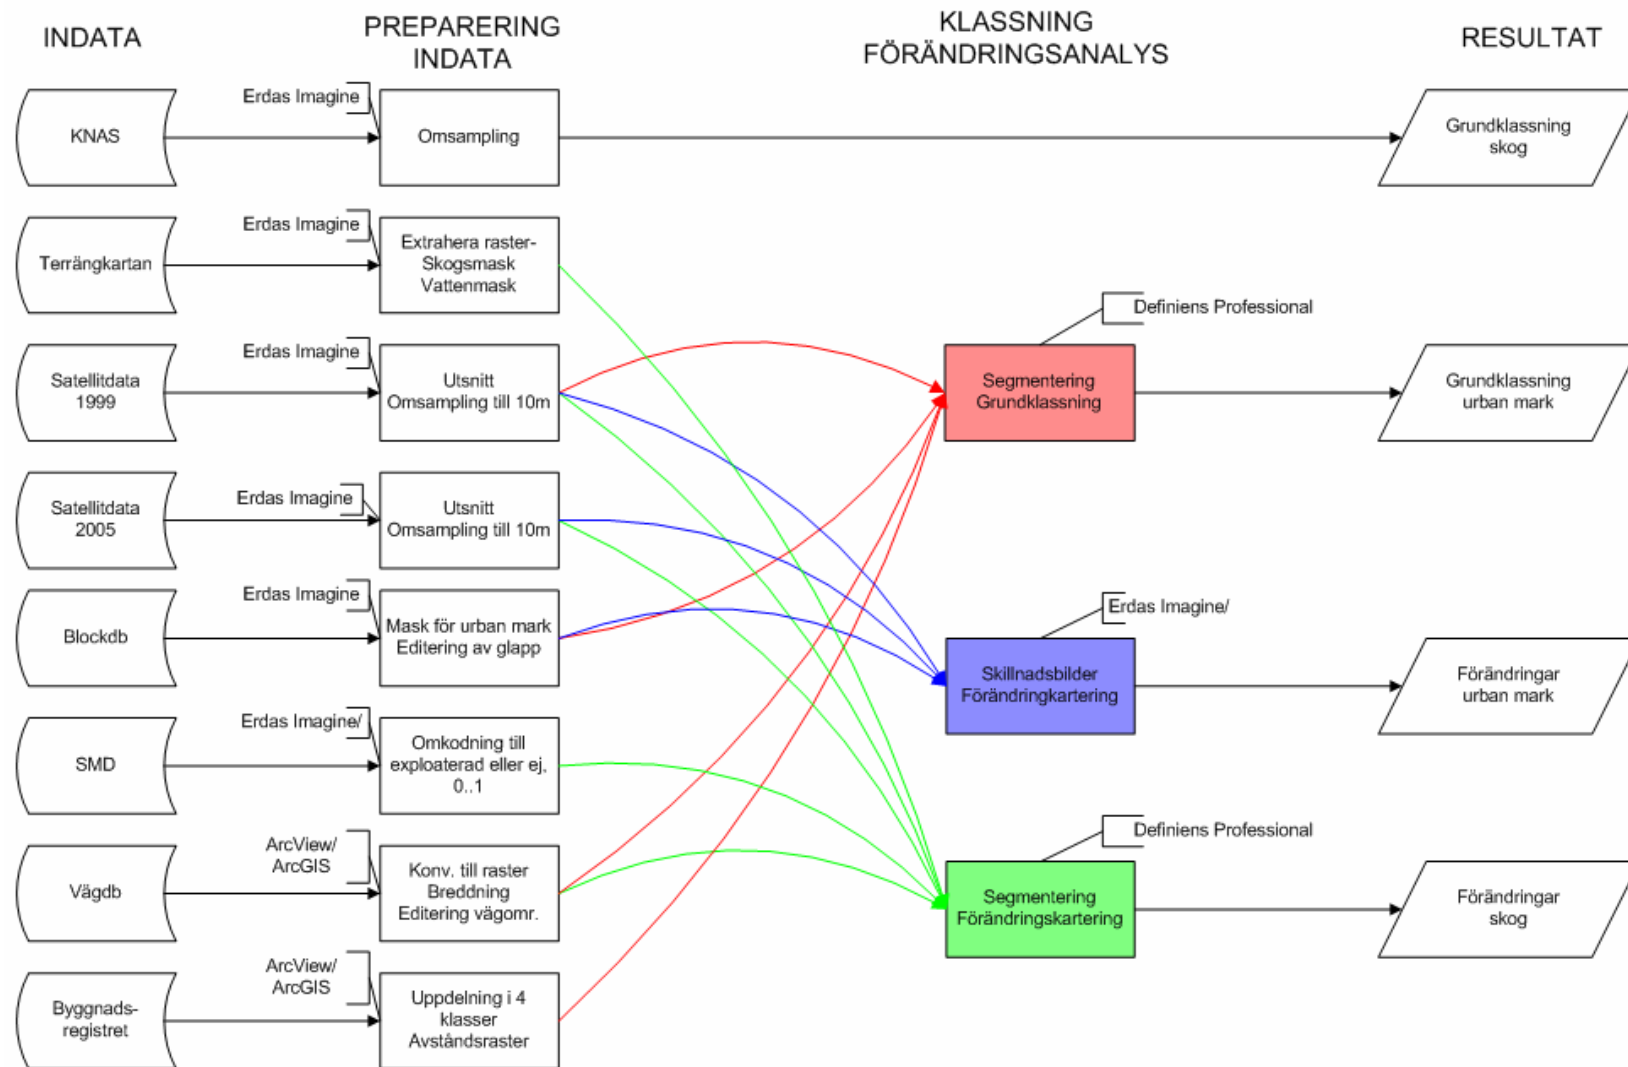 INDATA
PREPARERING
INDATA
KLASSNING
FÖRÄNDRINGSANALYS
RESULTAT
KNAS
Erdas Imagine
Omsampling
Grundklassning
skog
Terrängkartan
Erdas Imagine
Extrahera raster-
Skogsmask
Vattenmask
Satellitdata
1999
Erdas Imagine
Utsnitt
Omsampling till 10m
Definiens Professional
Segmentering
Grundklassning
Grundklassning
urban mark
Satellitdata
2005
Erdas Imagine
Utsnitt
Omsampling till 10m
Blockdb
Erdas Imagine
Mask för urban mark
Editering av glapp
Erdas Imagine/
Skillnadsbilder
Förändringkartering
Förändringar
urban mark
SMD
Erdas Imagine/
Omkodning till
exploaterad eller ej,
0..1
Vägdb
ArcView/
ArcGIS
Konv. till raster
Breddning
Editering vägomr.
Definiens Professional
Segmentering
Förändringskartering
Förändringar
skog
Byggnads-
registret
ArcView/
ArcGIS
Uppdelning i 4
klasser
Avståndsraster